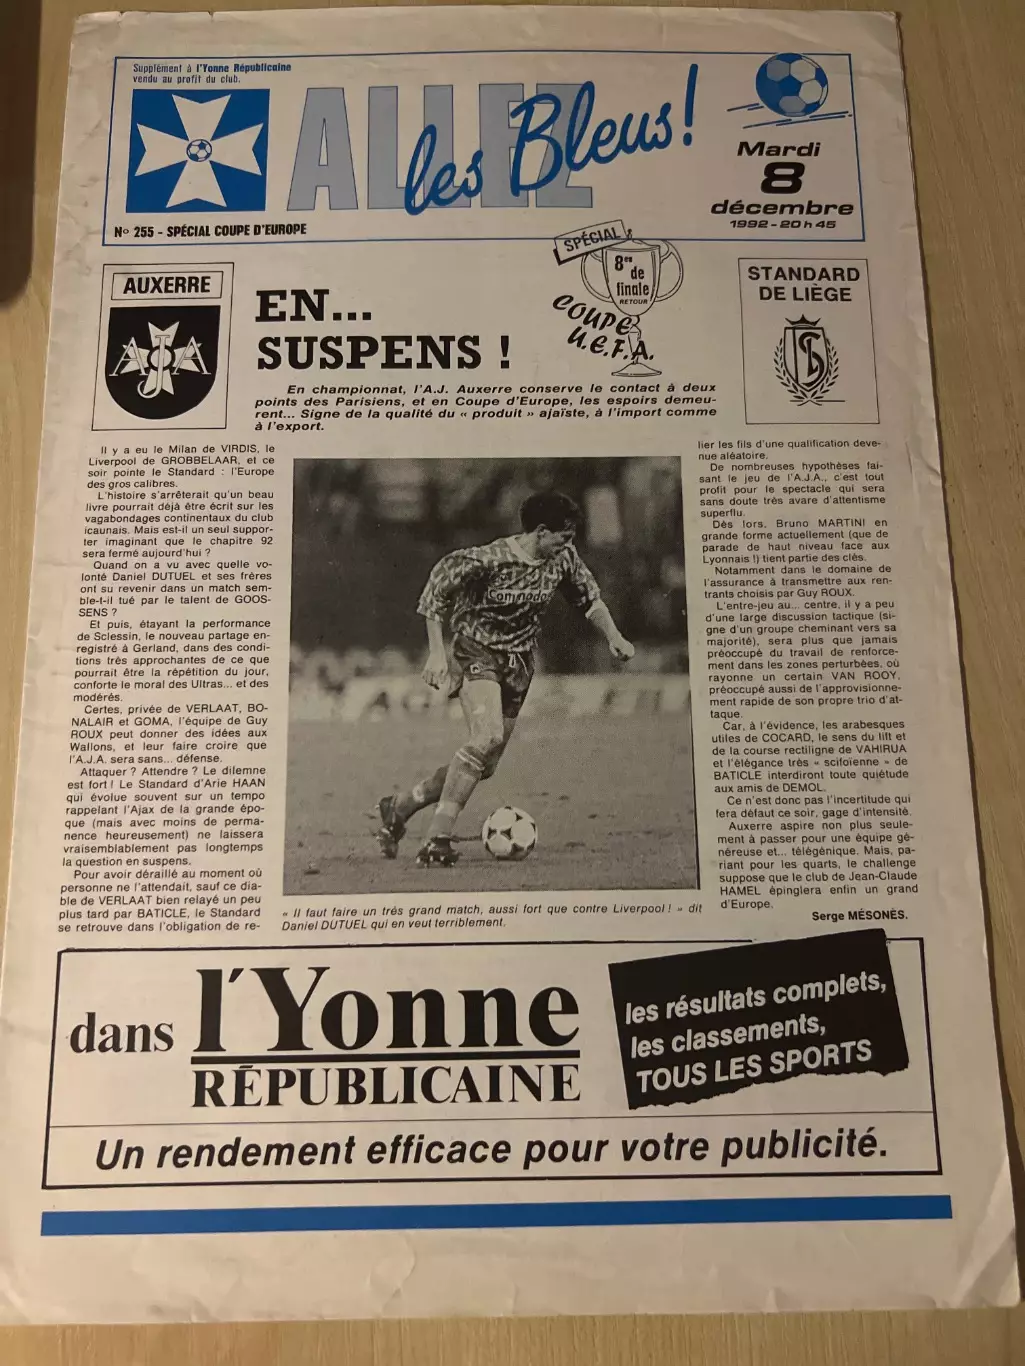 Supplément à l'Yonne Républicaine
vendu au profit du club.
ALLEZ
les Bleus !
Mardi
8
décembre
1992 - 20 h 45
N° 255 - SPÉCIAL COUPE D'EUROPE
AUXERRE
AJA
EN...
SUSPENS !
SPÉCIAL
8es
de
finale
RETOUR
COUPE
U.E.F.A.
STANDARD
DE LIÈGE
En championnat, l'A.J. Auxerre conserve le contact à deux
points des Parisiens, et en Coupe d'Europe, les espoirs demeu-
rent... Signe de la qualité du « produit » ajaïste, à l'import comme
à l'export.
Il y a eu le Milan de VIRDIS, le
Liverpool de GROBBELAAR, et ce
soir pointe le Standard : l'Europe
des gros calibres.
L'histoire s'arrêterait qu'un beau
livre pourrait déjà être écrit sur les
vagabondages continentaux du club
icaunais. Mais est-il un seul suppor-
ter imaginant que le chapitre 92
sera fermé aujourd'hui ?
Quand on a vu avec quelle vo-
lonté Daniel DUTUEL et ses frères
ont su revenir dans un match sem-
ble-t-il tué par le talent de GOOS-
SENS ?
Et puis, étayant la performance
de Sclessin, le nouveau partage en-
registré à Gerland, dans des condi-
tions très approchantes de ce que
pourrait être la répétition du jour,
conforte le moral des Ultras... et des
modérés.
Certes, privée de VERLAAT, BO-
NALAIR et GOMA, l'équipe de Guy
ROUX peut donner des idées aux
Wallons, et leur faire croire que
l'A.J.A. sera sans... défense.
Attaquer ? Attendre ? Le dilemne
est fort ! Le Standard d'Arie HAAN
qui évolue souvent sur un tempo
rappelant l'Ajax de la grande épo-
que (mais avec moins de perma-
nence heureusement) ne laissera
vraisemblablement pas longtemps
la question en suspens.
Pour avoir déraillé au moment où
personne ne l'attendait, sauf ce dia-
ble de VERLAAT bien relayé un peu
plus tard par BATICLE, le Standard
se retrouve dans l'obligation de re-
Commodore
« Il faut faire un très grand match, aussi fort que contre Liverpool ! » dit
Daniel DUTUEL qui en veut terriblement.
lier les fils d'une qualification deve-
nue aléatoire.
De nombreuses hypothèses fai-
sant le jeu de l'A.J.A., c'est tout
profit pour le spectacle qui sera
sans doute très avare d'attentisme
superflu.
Dès lors, Bruno MARTINI en
grande forme actuellement (que de
parade de haut niveau face aux
Lyonnais !) tient partie des clés.
Notamment dans le domaine de
l'assurance à transmettre aux ren-
trants choisis par Guy ROUX.
L'entre-jeu au... centre, il y a peu
d'une large discussion tactique (si-
gne d'un groupe cheminant vers sa
majorité), sera plus que jamais
préoccupé du travail de renforce-
ment dans les zones perturbées, où
rayonne un certain VAN ROOY,
préoccupé aussi de l'approvisionne-
ment rapide de son propre trio d'at-
taque.
Car, à l'évidence, les arabesques
utiles de COCARD, le sens du lift et
de la course rectiligne de VAHIRUA
et l'élégance très « scifoïenne » de
BATICLE interdiront toute quiétude
aux amis de DEMOL.
Ce n'est donc pas l'incertitude qui
fera défaut ce soir, gage d'intensité.
Auxerre aspire non plus seule-
ment à passer pour une équipe gé-
néreuse et... télégénique. Mais, pa-
riant pour les quarts, le challenge
suppose que le club de Jean-Claude
HAMEL épinglera enfin un grand
d'Europe.
Serge MÉSONÈS.
dans l'Yonne
RÉPUBLICAINE
les résultats complets,
les classements,
TOUS LES SPORTS
Un rendement efficace pour votre publicité.